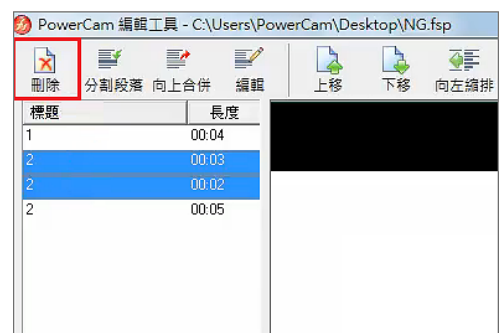 PowerCam 編輯工具 - C:\Users\PowerCam\Desktop\NG.fsp
刪除 分割段落 向上合併 編輯 上移 下移 向左縮排
標題 長度
1 00:04
2 00:03
2 00:02
2 00:05